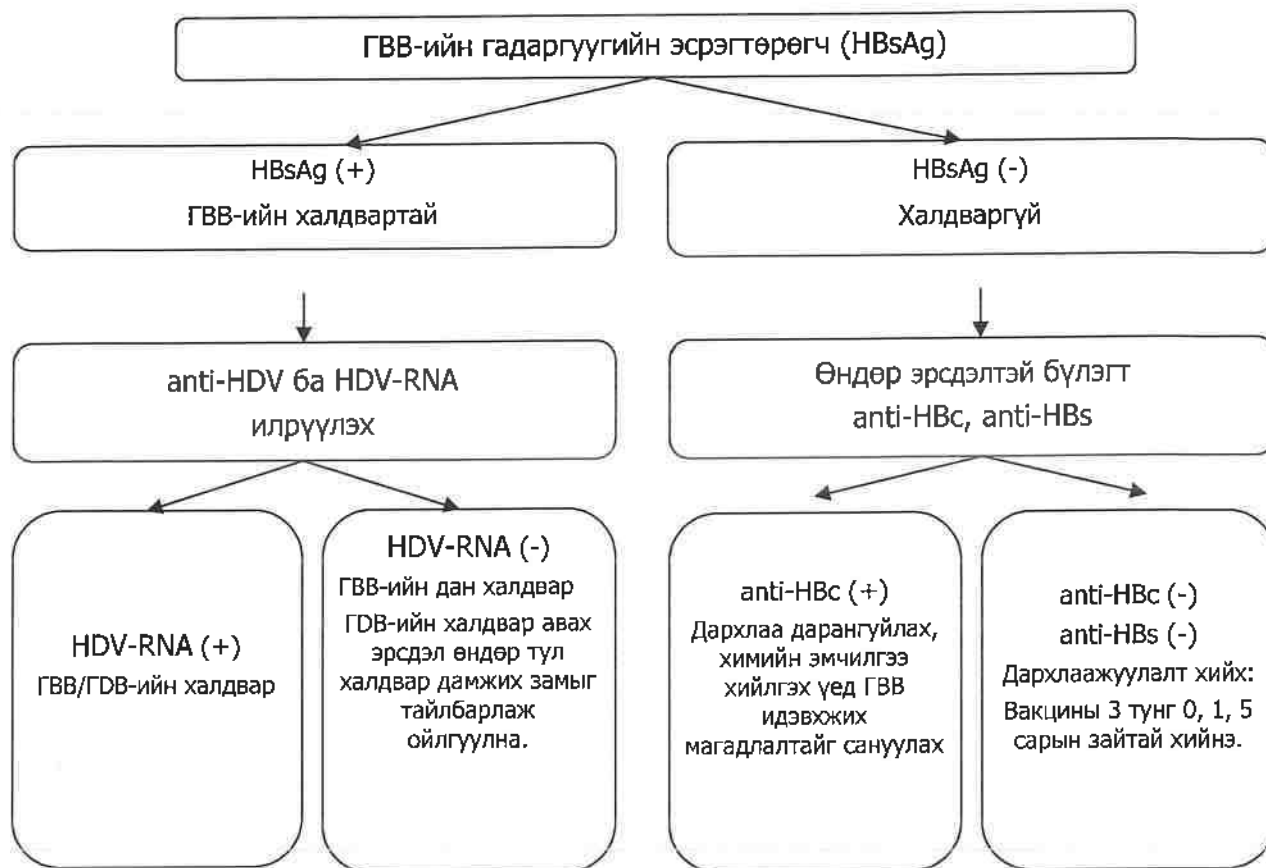 ГВВ-ийн гадаргуугийн эсрэгтөрөгч (HBsAg)
HBsAg (+)
ГВВ-ийн халдвартай
HBsAg (-)
Халдваргүй
anti-HDV ба HDV-RNA
илрүүлэх
Өндөр эрсдэлтэй бүлэгт
anti-HBc, anti-HBs
HDV-RNA (+)
ГВВ/ГDВ-ийн халдвар
HDV-RNA (-)
ГВВ-ийн дан халдвар
ГDВ-ийн халдвар авах
эрсдэл өндөр тул
халдвар дамжих замыг
тайлбарлаж
ойлгуулна.
anti-HBc (+)
Дархлаа дарангуйлах,
химийн эмчилгээ
хийлгэх үед ГВВ
идэвхжих
магадлалтайг сануулах
anti-HBc (-)
anti-HBs (-)
Дархлаажуулалт хийх:
Вакцины 3 тунг 0, 1, 5
сарын зайтай хийнэ.